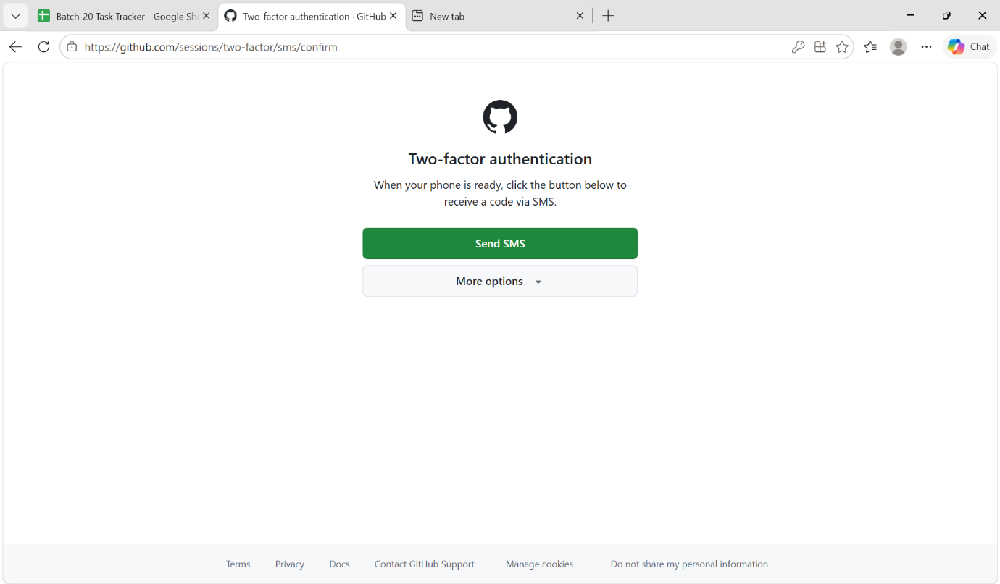 Batch-20 Task Tracker - Google She
Two-factor authentication · GitHub
New tab
https://github.com/sessions/two-factor/sms/confirm
Chat
Two-factor authentication
When your phone is ready, click the button below to
receive a code via SMS.
Send SMS
More options
Terms
Privacy
Docs
Contact GitHub Support
Manage cookies
Do not share my personal information